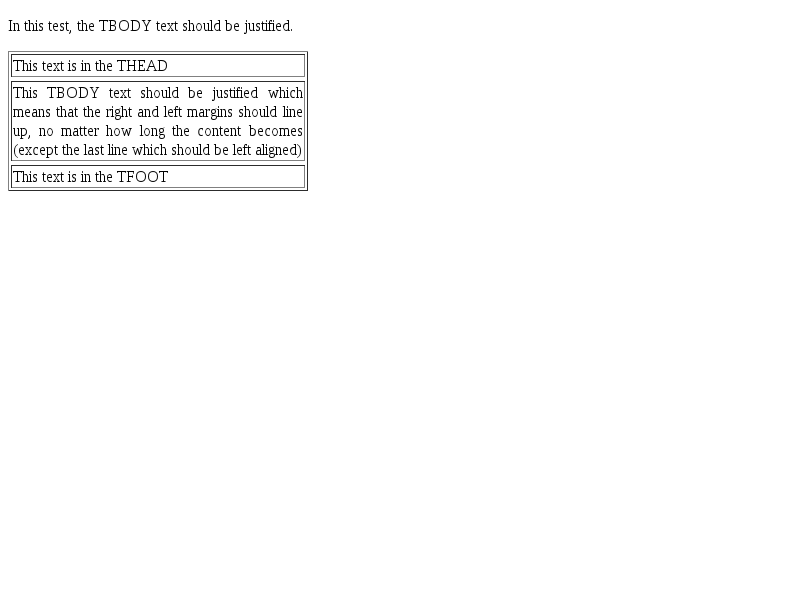 In this test, the TBODY text should be justified.
This text is in the THEAD
This TBODY text should be justified which
means that the right and left margins should line
up, no matter how long the content becomes
(except the last line which should be left aligned)
This text is in the TFOOT